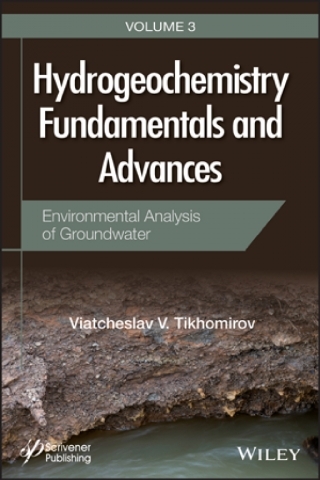 VOLUME 3
Hydrogeochemistry
Fundamentals and
Advances
Environmental Analysis
of Groundwater
Viatcheslav V. Tikhomirov
Scrivener
Publishing
WILEY